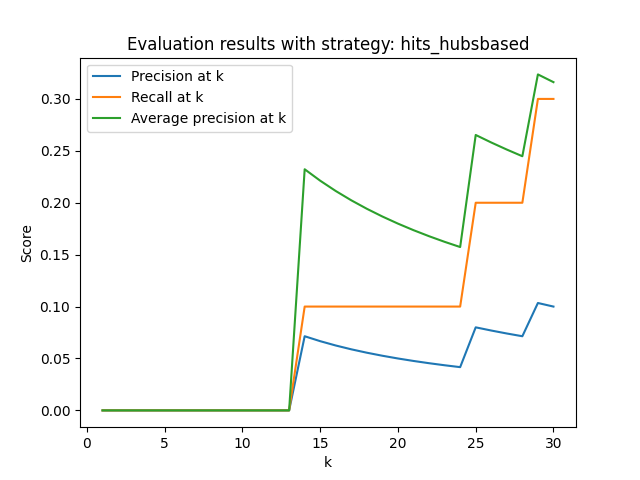 Evaluation results with strategy: hits_hubsbased
Precision at k
Recall at k
Average precision at k
Score
0.30
0.25
0.20
0.15
0.10
0.05
0.00
0 5 10 15 20 25 30
k